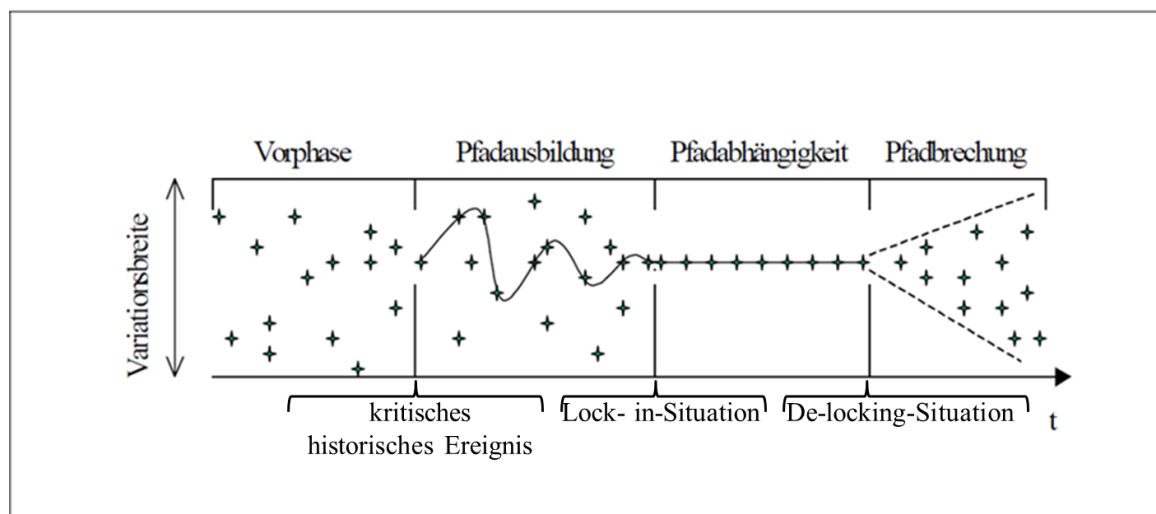 Vorphase
Pfadausbildung
Pfadabhängigkeit
Pfadbrechung
Variationsbreite
kritisches
historisches Ereignis
Lock- in-Situation
De-locking-Situation
t